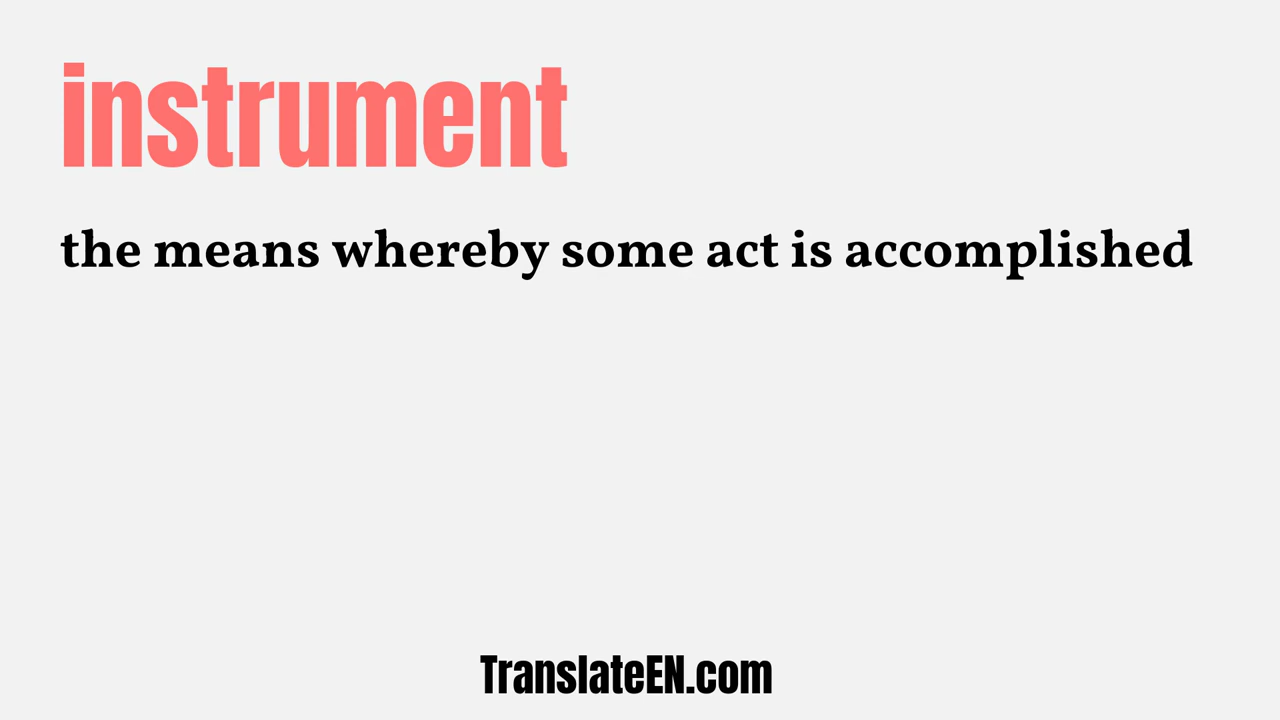 instrument
the means whereby some act is accomplished
TranslateEN.com